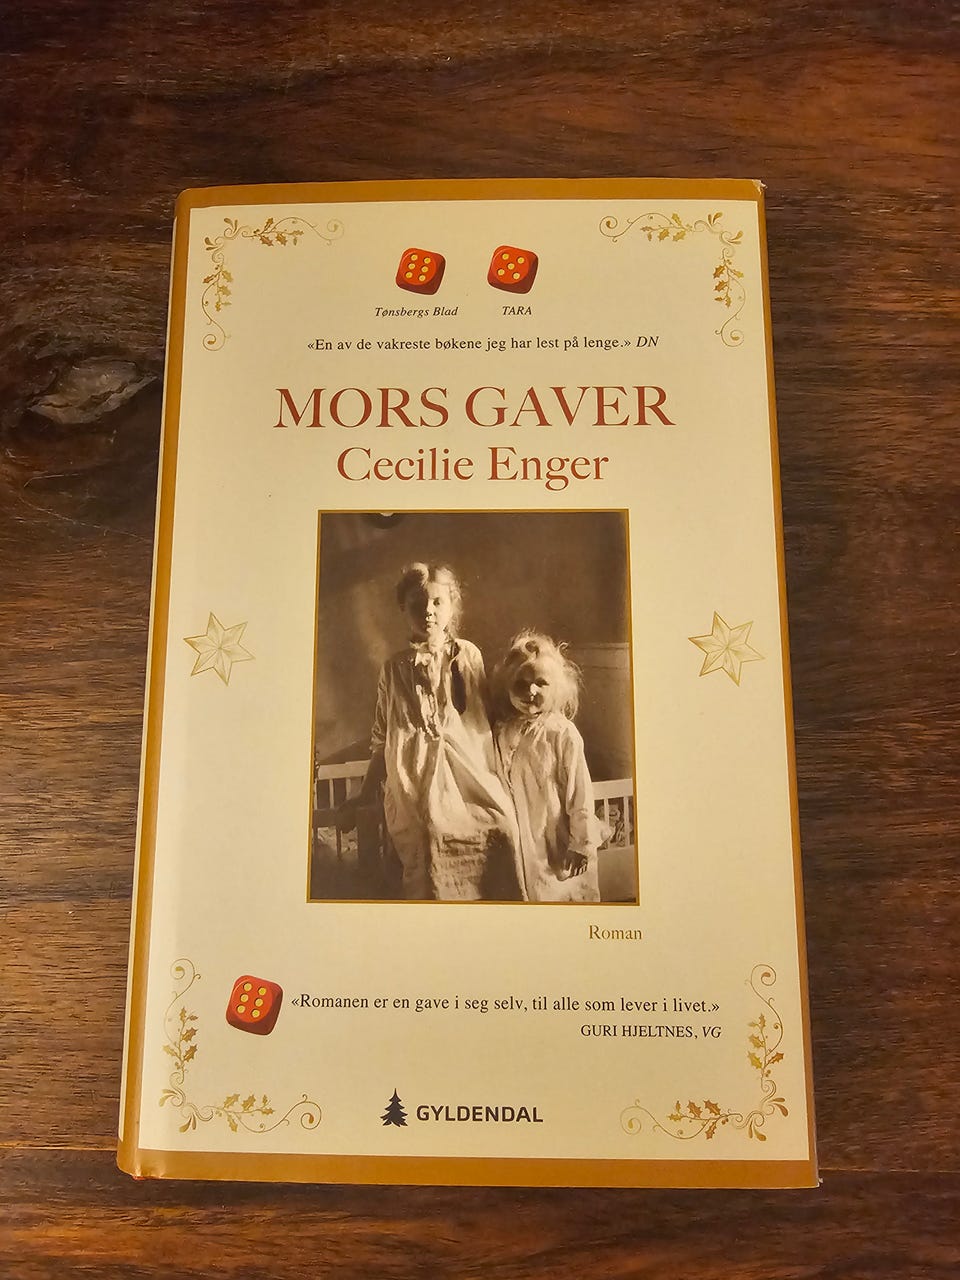 Tønsbergs Blad TARA
«En av de vakreste bøkene jeg har lest på lenge.» DN
MORS GAVER
Cecilie Enger
Roman
«Romanen er en gave i seg selv, til alle som lever i livet.»
GURI HJELTNES, VG
GYLDENDAL